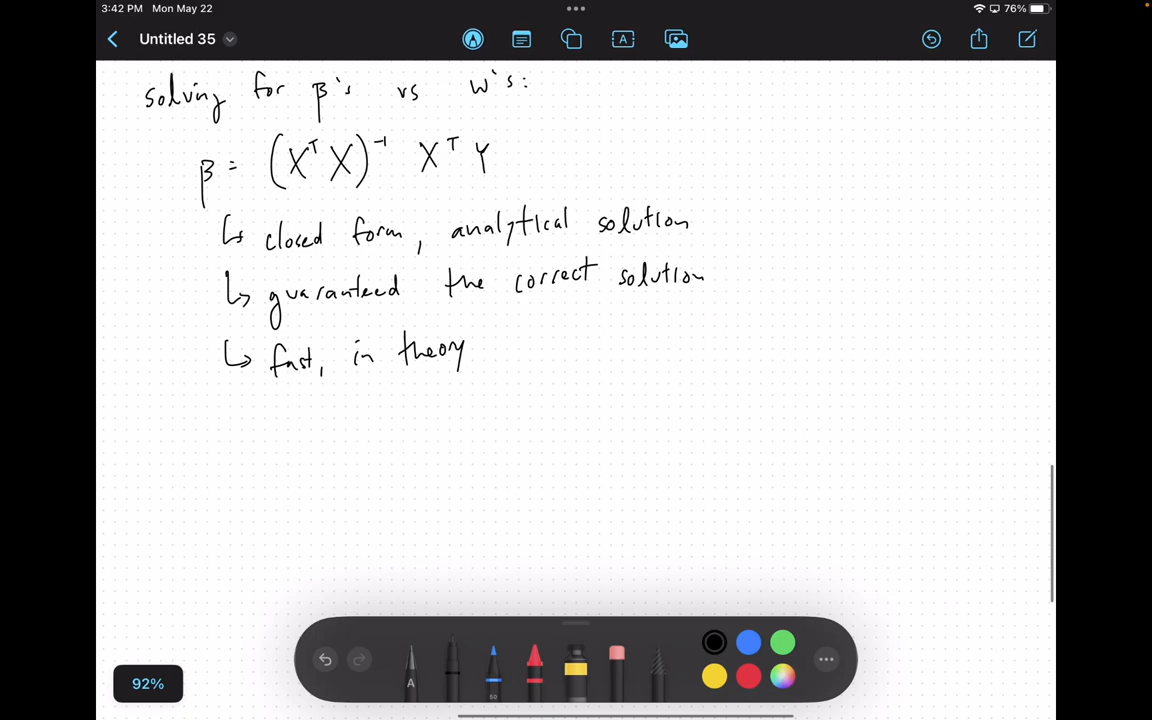 3:42 PM Mon May 22
76%
Untitled 35
A
solving for β's vs w's:
β = (XᵀX)⁻¹ XᵀY
↳ closed form, analytical solution
↳ guaranteed the correct solution
↳ fast, in theory
A
50
92%